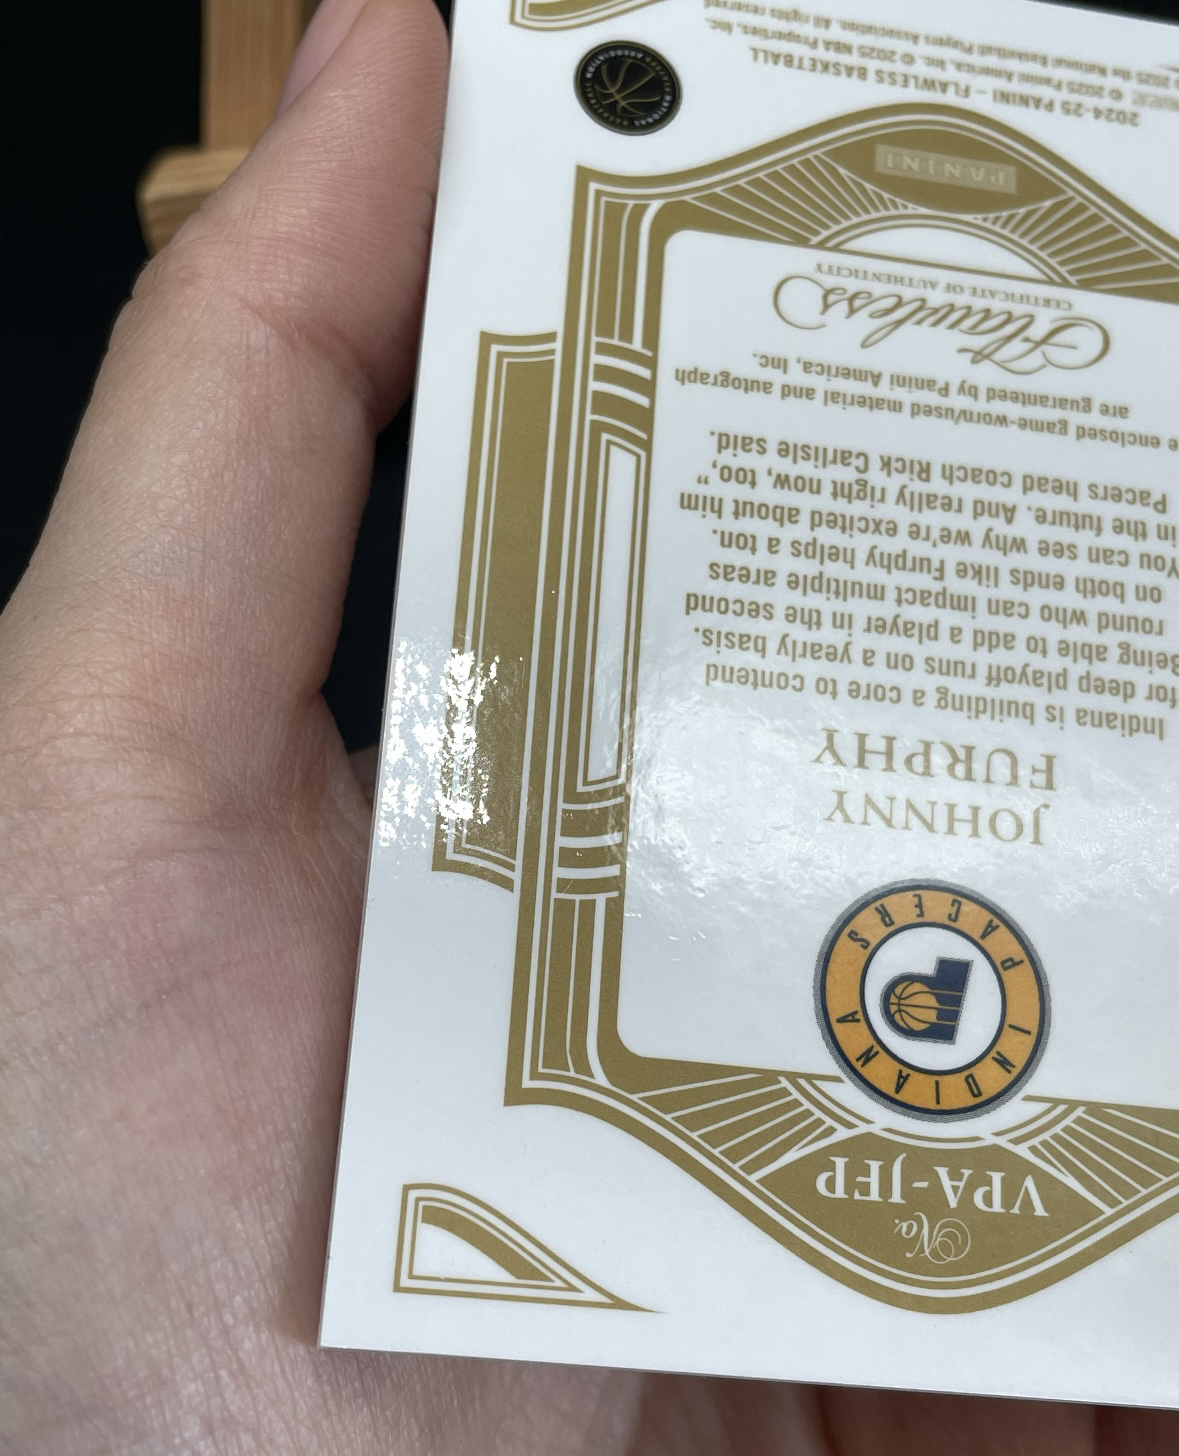 No.
VPA-JFP
INDIANA PACERS
JOHNNY
FURPHY
Indiana is building a core to contend
for deep playoff runs on a yearly basis.
Being able to add a player in the second
round who can impact multiple areas
on both ends like Furphy helps a ton.
"You can see why we're excited about him
in the future. And really right now, too,"
Pacers head coach Rick Carlisle said.
enclosed game-worn/used material and autograph
are guaranteed by Panini America, Inc.
Flawless
CERTIFICATE OF AUTHENTICITY
PANINI
2024-25 PANINI – FLAWLESS BASKETBALL
© 2025 Panini America, Inc. © 2025 NBA Properties, Inc.
2025 the National Basketball Players Association. All rights reserved
NATIONAL BASKETBALL PLAYERS ASSOCIATION